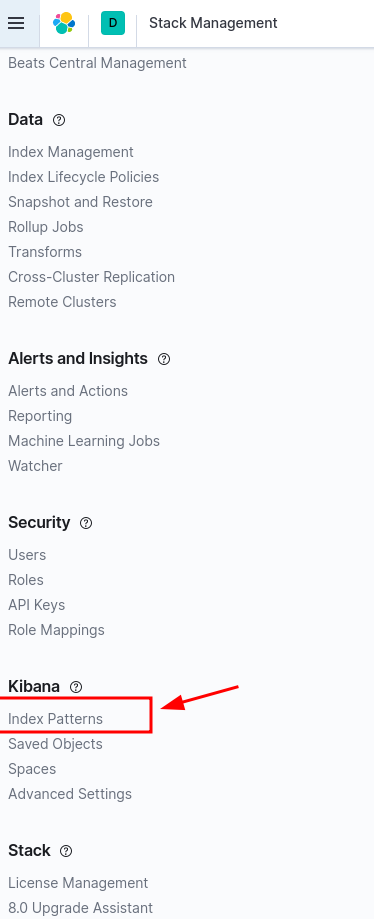 D Stack Management
Beats Central Management
Data
Index Management
Index Lifecycle Policies
Snapshot and Restore
Rollup Jobs
Transforms
Cross-Cluster Replication
Remote Clusters
Alerts and Insights
Alerts and Actions
Reporting
Machine Learning Jobs
Watcher
Security
Users
Roles
API Keys
Role Mappings
Kibana
Index Patterns
Saved Objects
Spaces
Advanced Settings
Stack
License Management
8.0 Upgrade Assistant